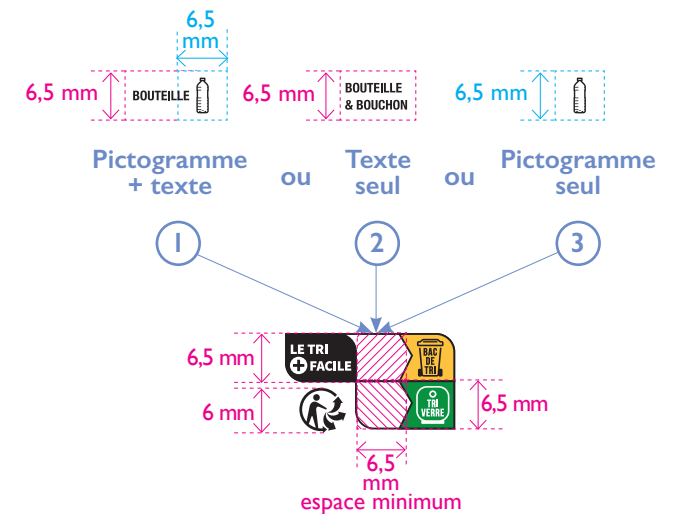 6,5
mm
6,5 mm
BOUTEILLE
6,5 mm
BOUTEILLE
& BOUCHON
6,5 mm
Pictogramme
+ texte
ou
Texte
seul
ou
Pictogramme
seul
1
2
3
6,5 mm
LE TRI
+ FACILE
BAC
DE
TRI
6 mm
TRI
VERRE
6,5 mm
6,5
mm
espace minimum